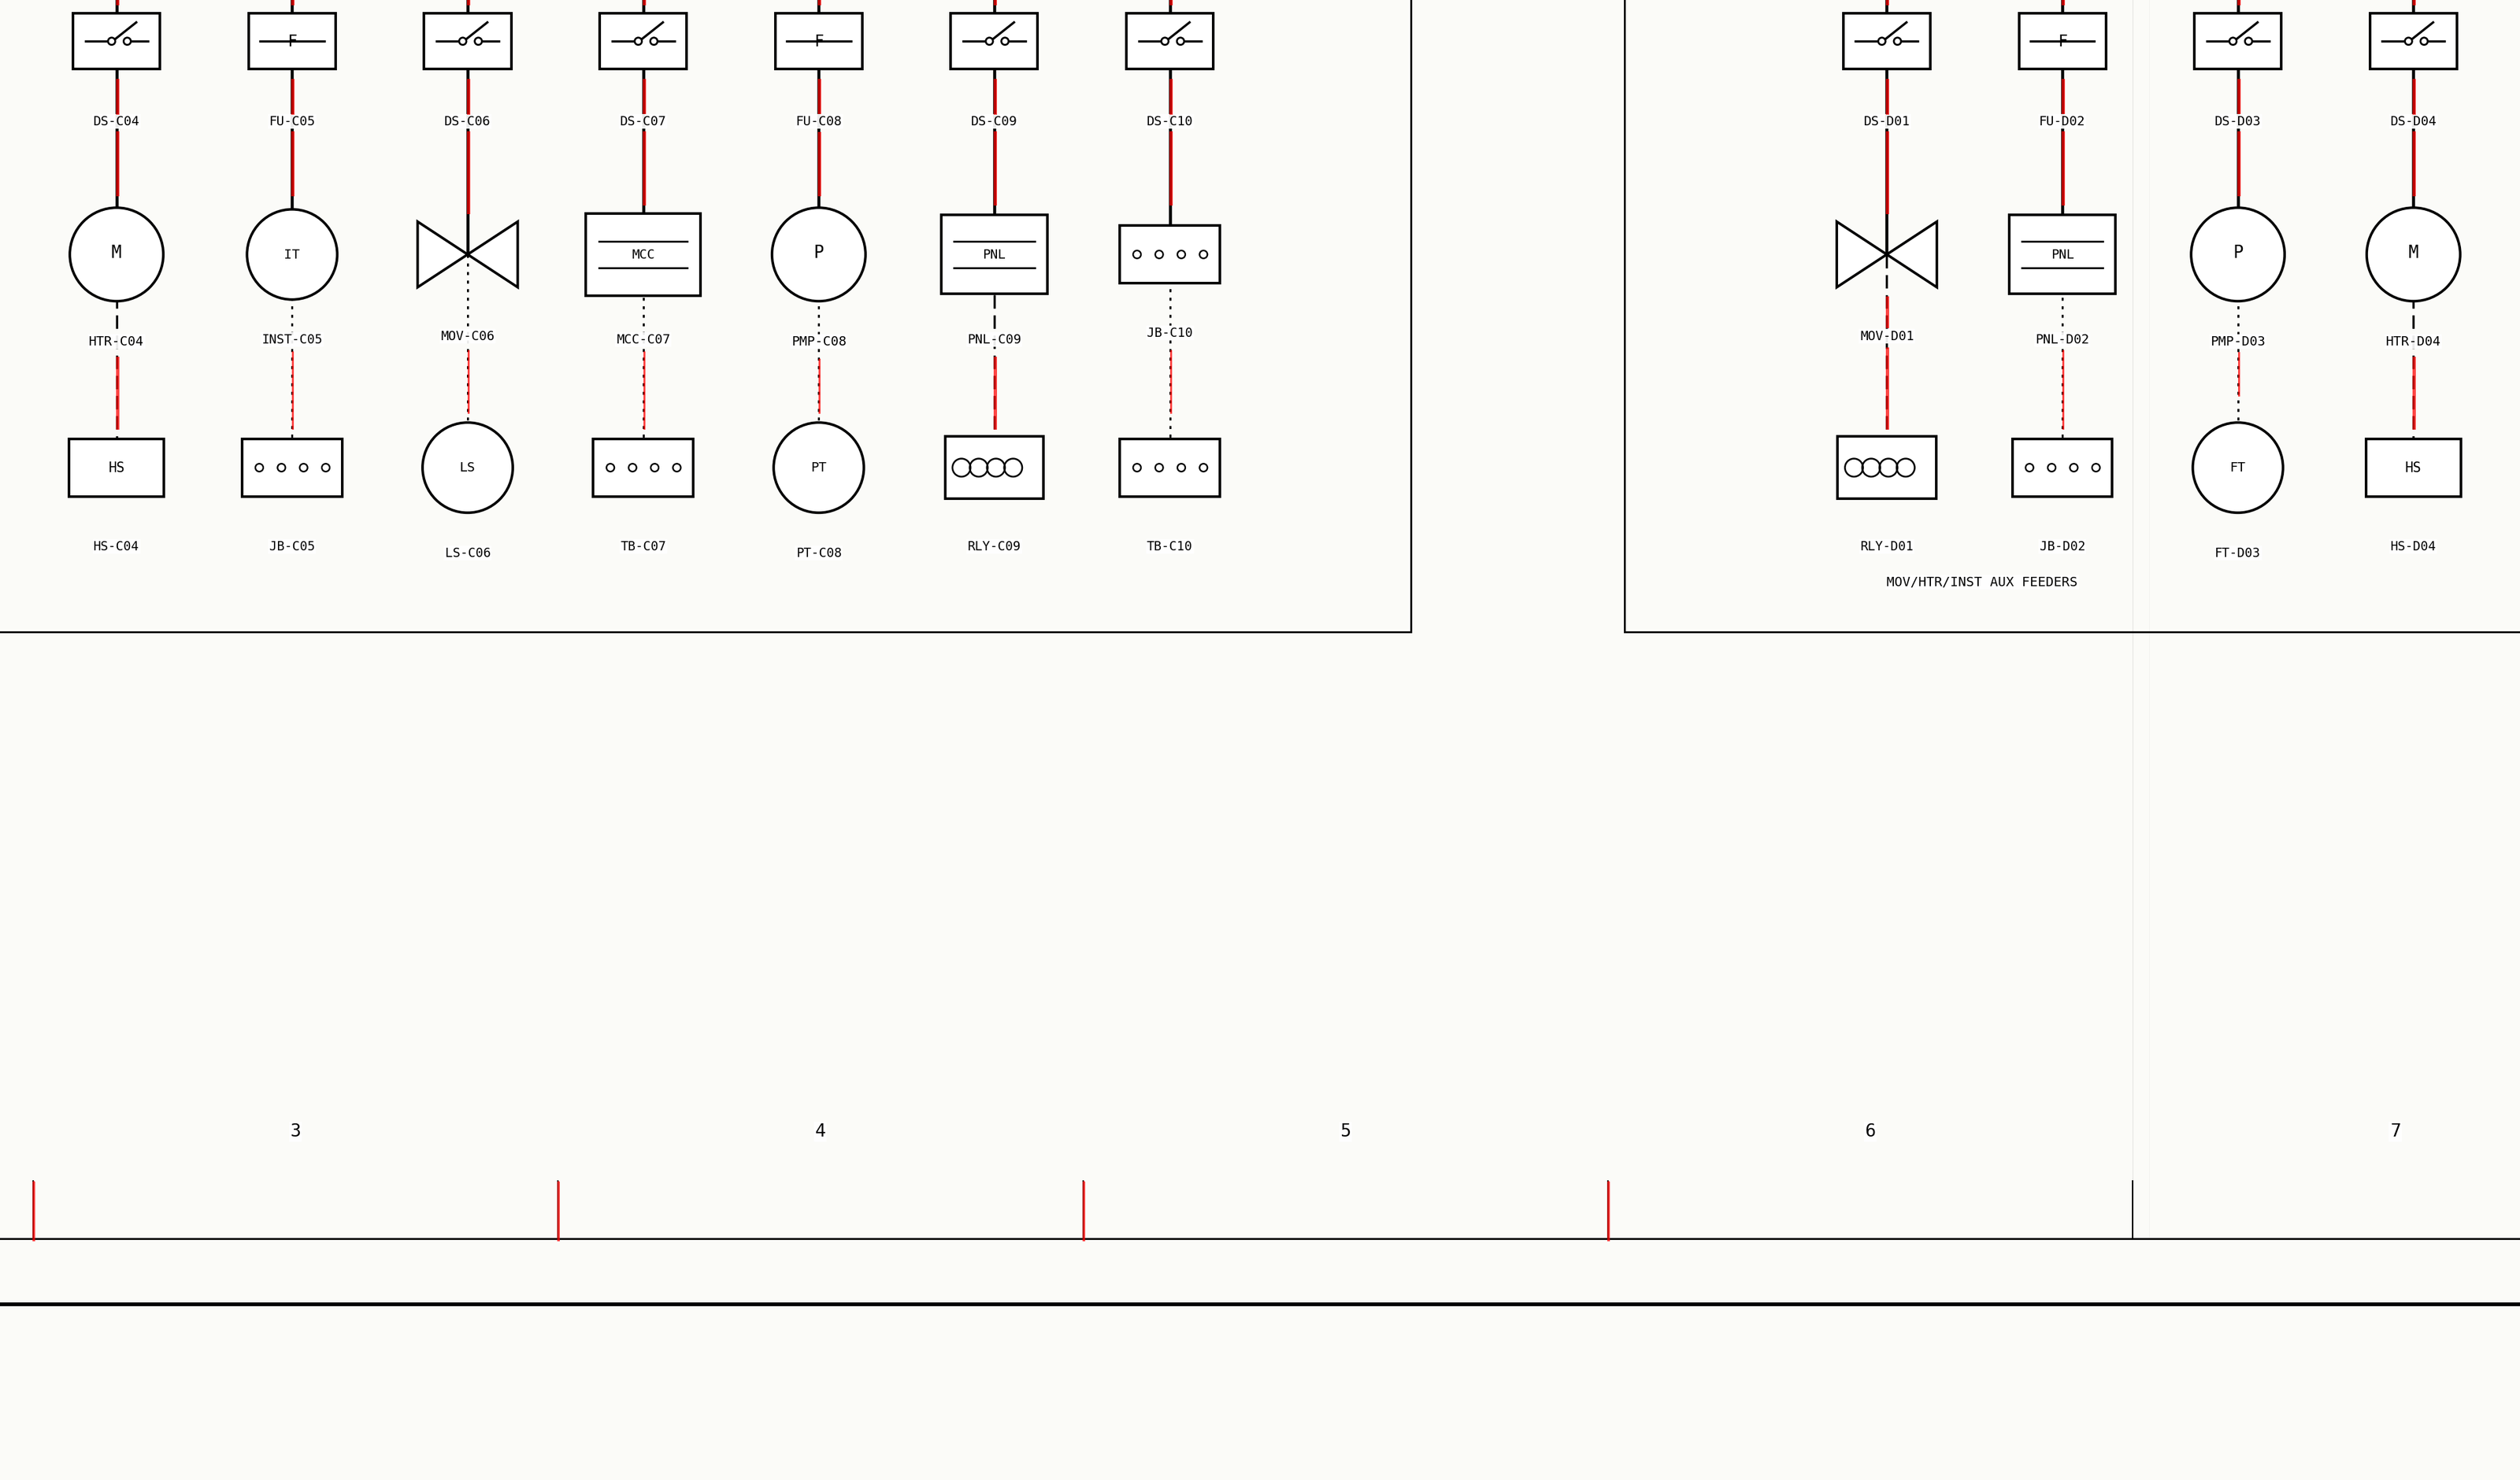 F F F
DS-C04 FU-C05 DS-C06 DS-C07 FU-C08 DS-C09 DS-C10 DS-D01 FU-D02 DS-D03 DS-D04
M IT MCC P PNL PNL P M
HTR-C04 INST-C05 MOV-C06 MCC-C07 PMP-C08 PNL-C09 JB-C10 MOV-D01 PNL-D02 PMP-D03 HTR-D04
HS LS PT FT HS
HS-C04 JB-C05 LS-C06 TB-C07 PT-C08 RLY-C09 TB-C10 RLY-D01 JB-D02 FT-D03 HS-D04
MOV/HTR/INST AUX FEEDERS
3 4 5 6 7